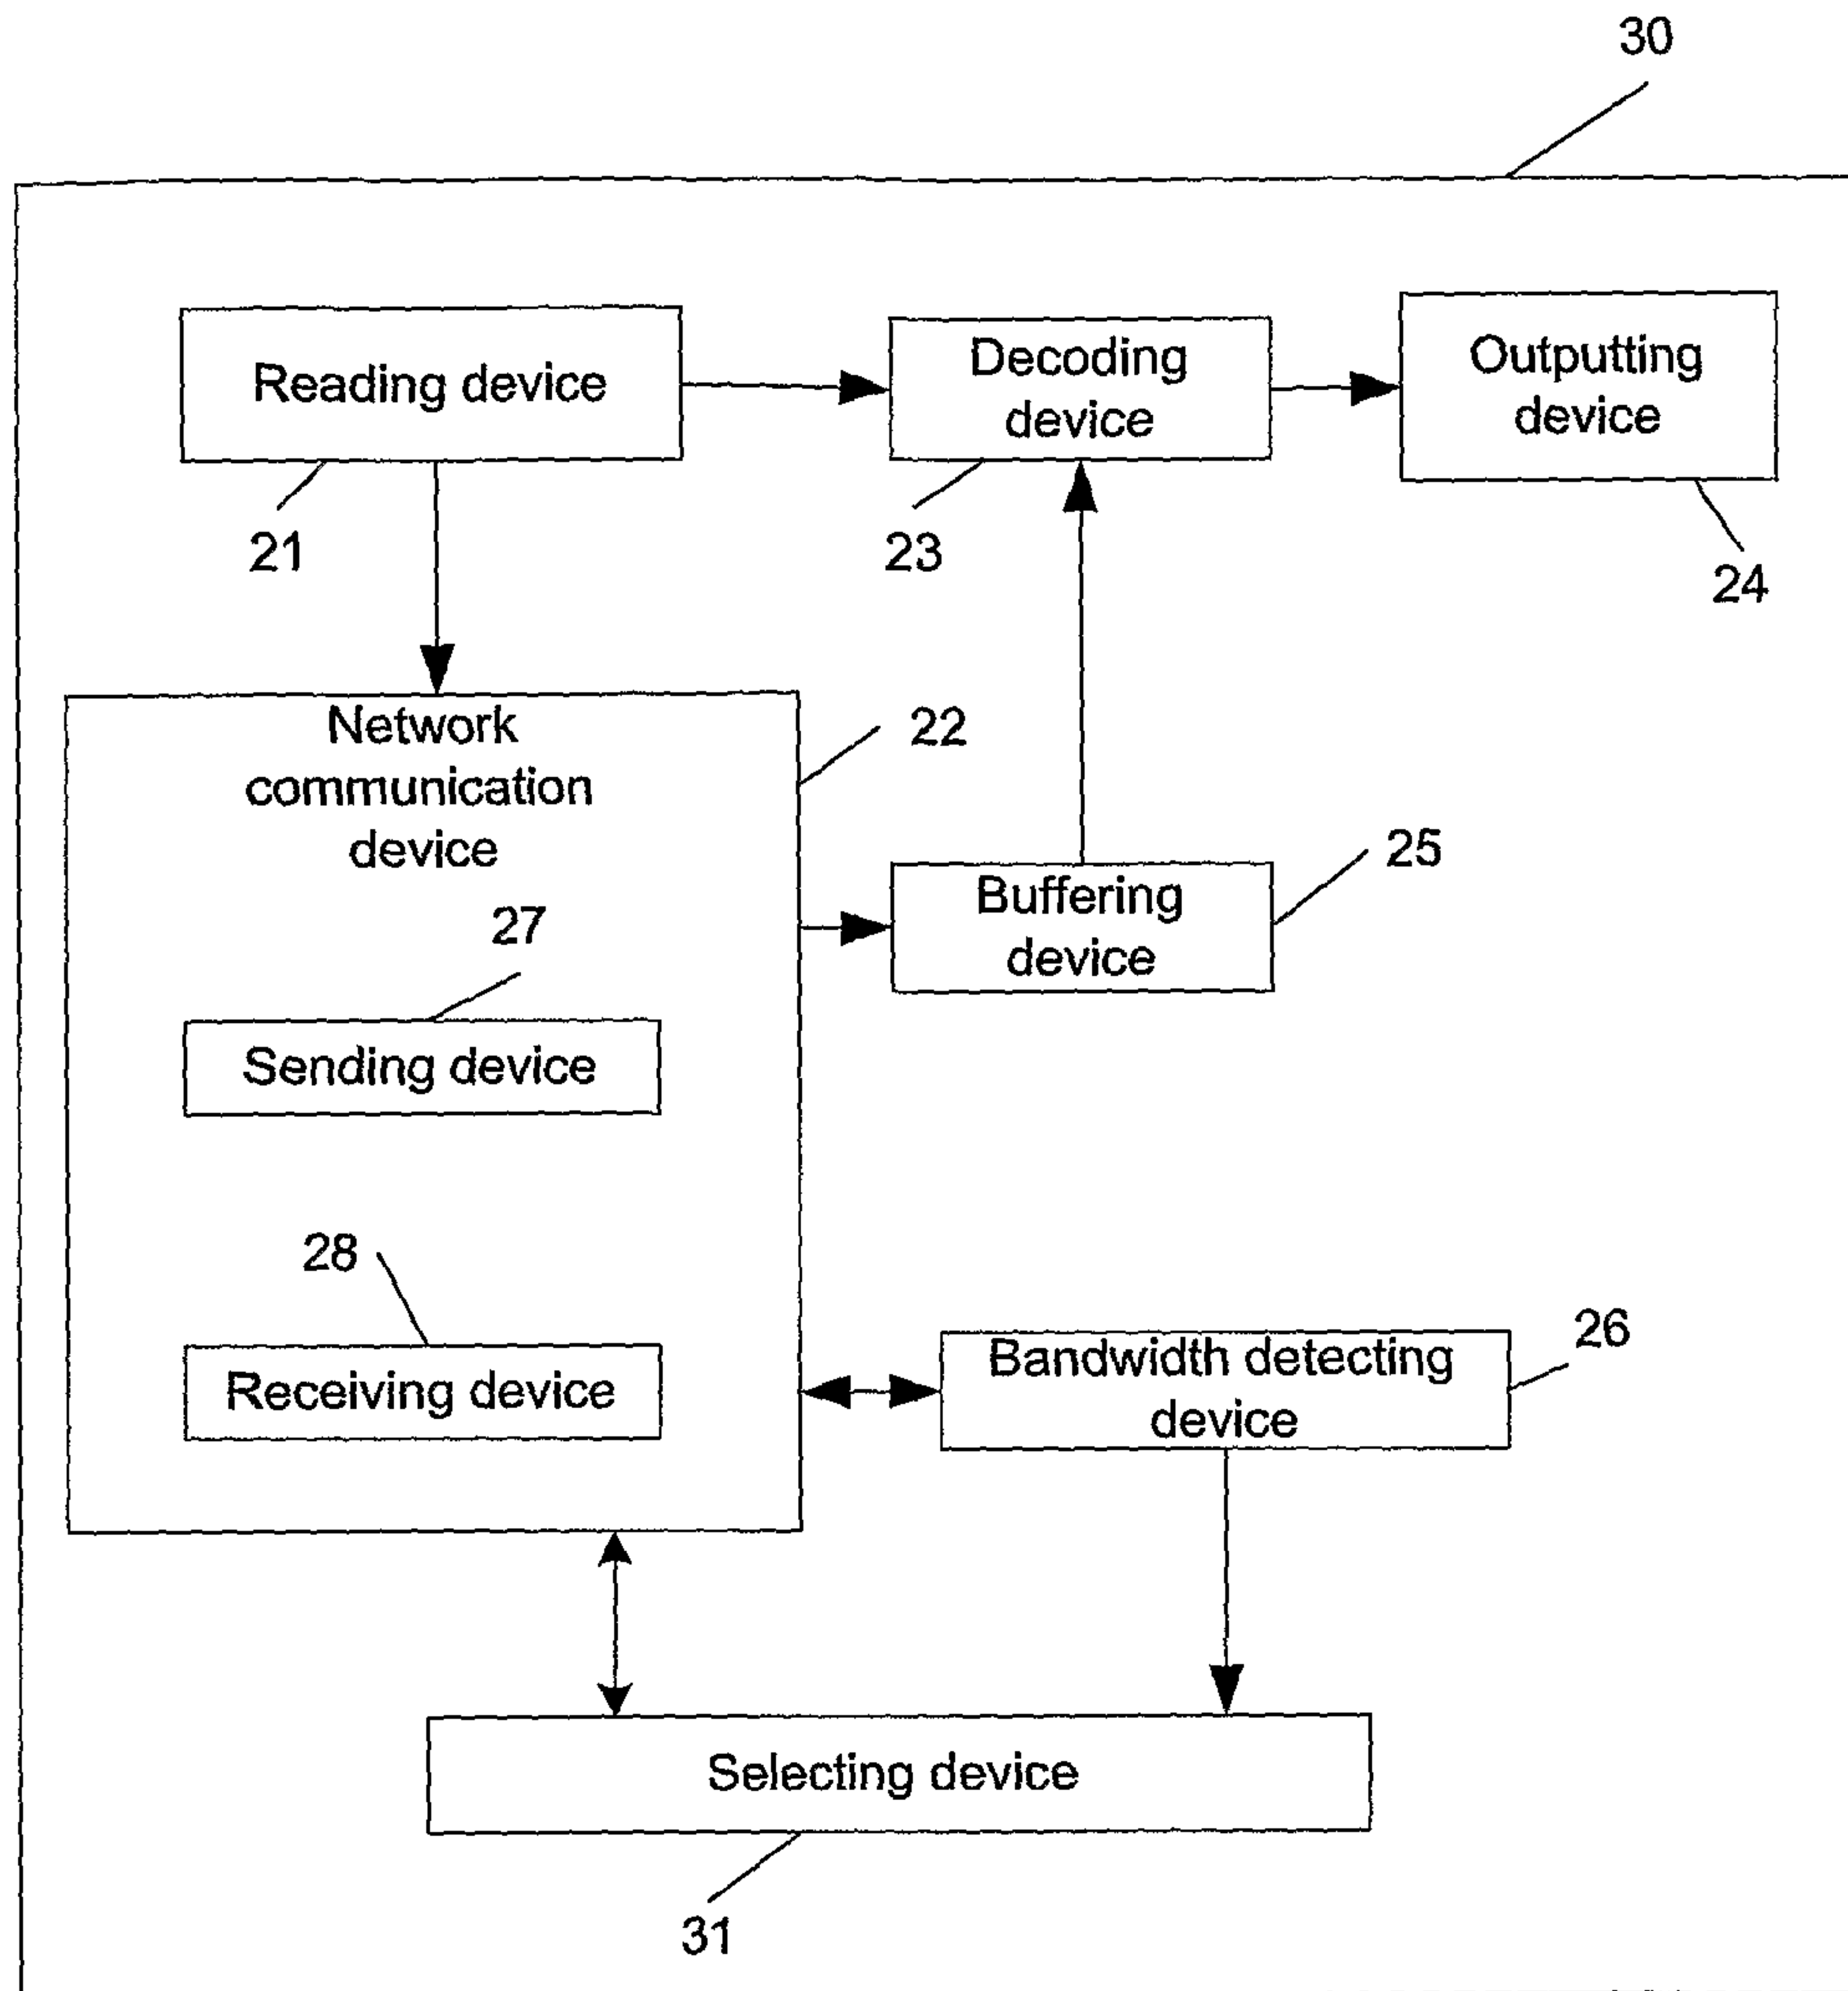 30
Reading device
Decoding
device
Outputting
device
21
23
24
Network
communication
device
22
25
Buffering
device
27
Sending device
28
Receiving device
26
Bandwidth detecting
device
Selecting device
31